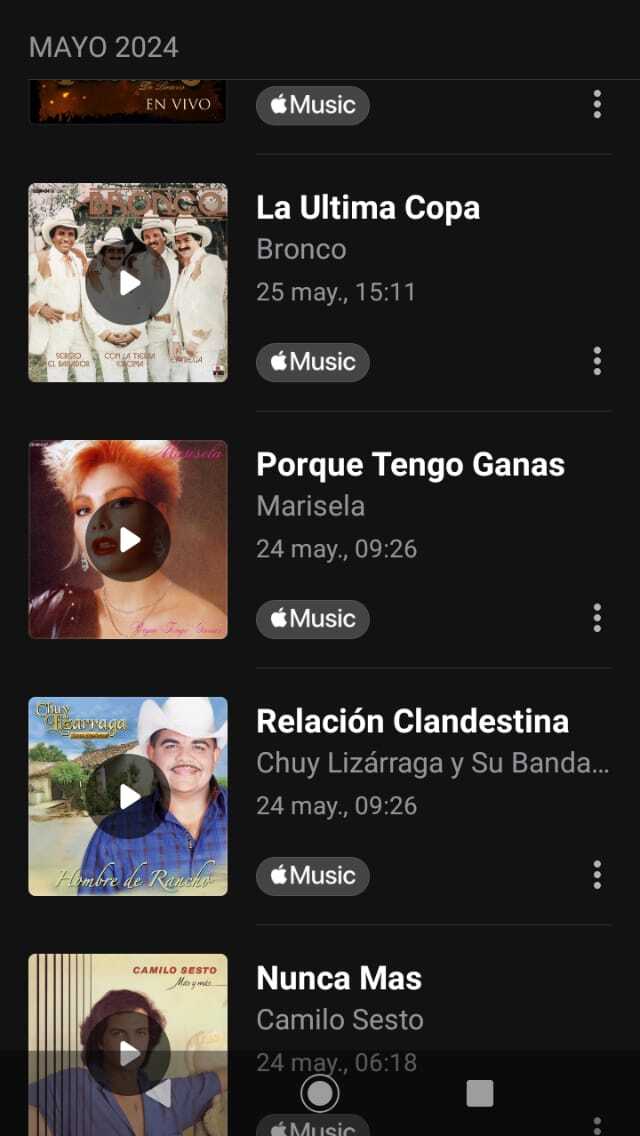 MAYO 2024
EN VIVO
Music
BRONCO
La Ultima Copa
Bronco
25 may., 15:11
SERGIO
EL BAILADOR
CON LA TIERRA
ENCIMA
Music
Marisela
Porque Tengo Ganas
Marisela
24 may., 09:26
Porque Tengo Ganas
Music
Chuy
Lizárraga
Relación Clandestina
Chuy Lizárraga y Su Banda...
24 may., 09:26
Hombre de Rancho
Music
CAMILO SESTO
Mas y mas...
Nunca Mas
Camilo Sesto
24 may., 06:18
Music